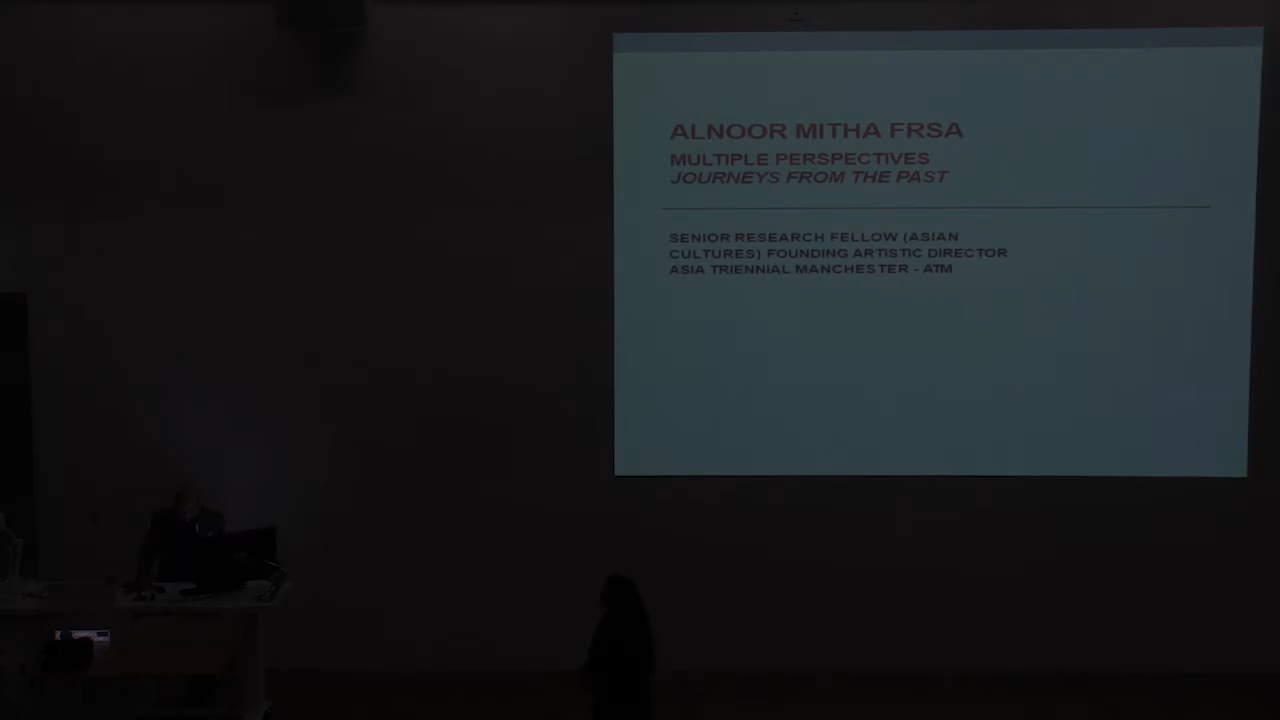 ALNOOR MITHA FRSA
MULTIPLE PERSPECTIVES
JOURNEYS FROM THE PAST
SENIOR RESEARCH FELLOW (ASIAN
CULTURES) FOUNDING ARTISTIC DIRECTOR
ASIA TRIENNIAL MANCHESTER - ATM